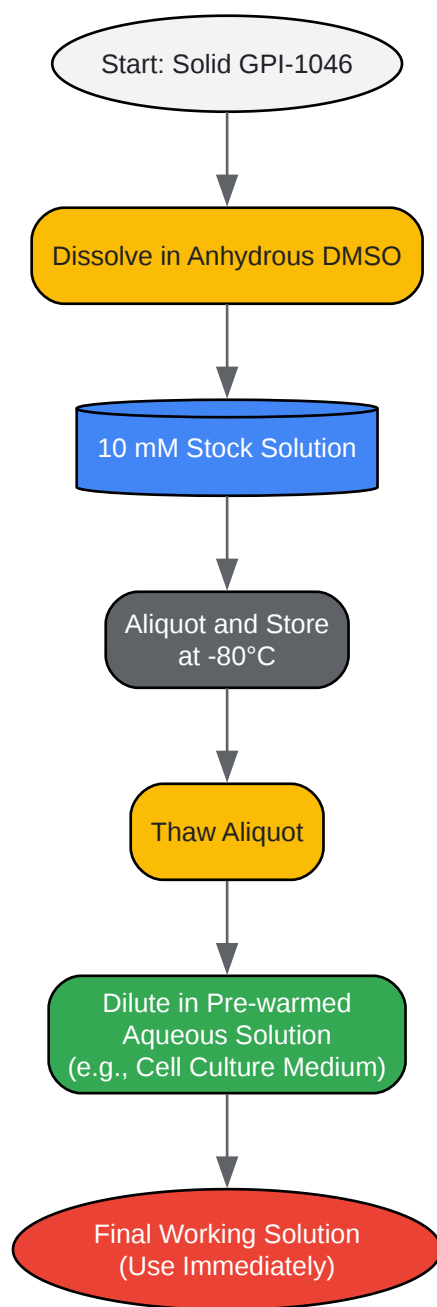 Start: Solid GPI-1046
Dissolve in Anhydrous DMSO
10 mM Stock Solution
Aliquot and Store
at -80°C
Thaw Aliquot
Dilute in Pre-warmed
Aqueous Solution
(e.g., Cell Culture Medium)
Final Working Solution
(Use Immediately)